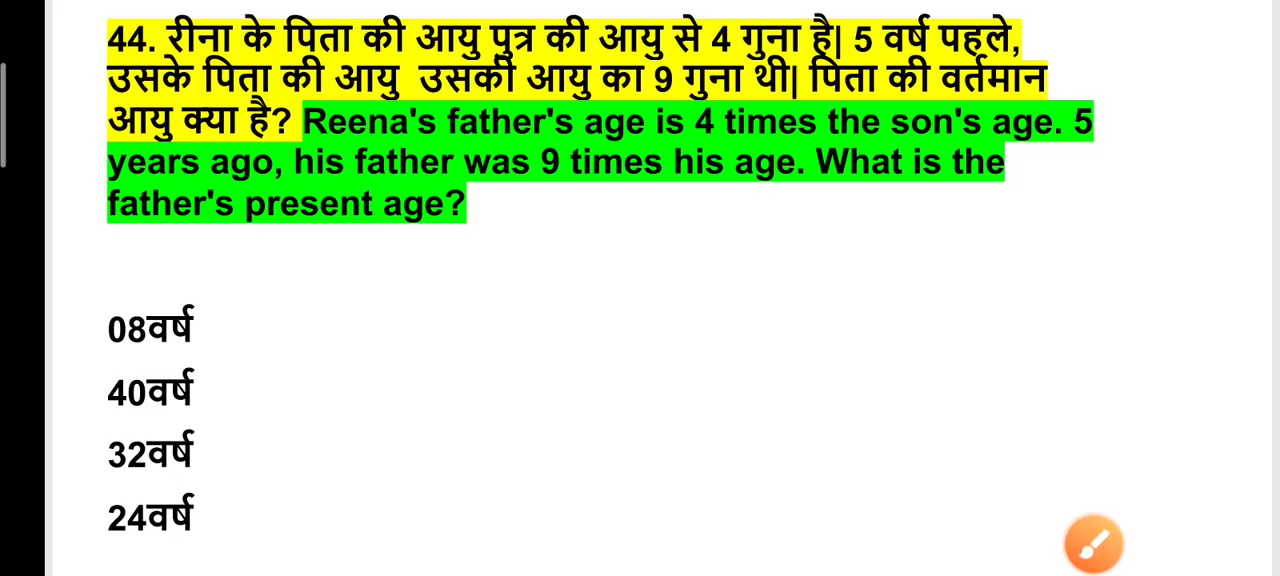 44. रीना के पिता की आयु पुत्र की आयु से 4 गुना है| 5 वर्ष पहले,
उसके पिता की आयु उसकी आयु का 9 गुना थी| पिता की वर्तमान
आयु क्या है? Reena's father's age is 4 times the son's age. 5
years ago, his father was 9 times his age. What is the
father's present age?
08वर्ष
40वर्ष
32वर्ष
24वर्ष